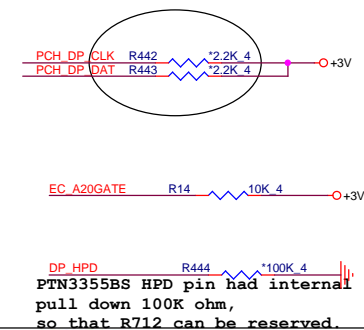 PCH_DP_CLK R442 *2.2K_4
PCH_DP_DAT R443 *2.2K_4
+3V
EC_A20GATE R14 10K_4
+3V
DP_HPD R444 *100K_4
PTN3355BS HPD pin had internal
pull down 100K ohm,
so that R712 can be reserved.